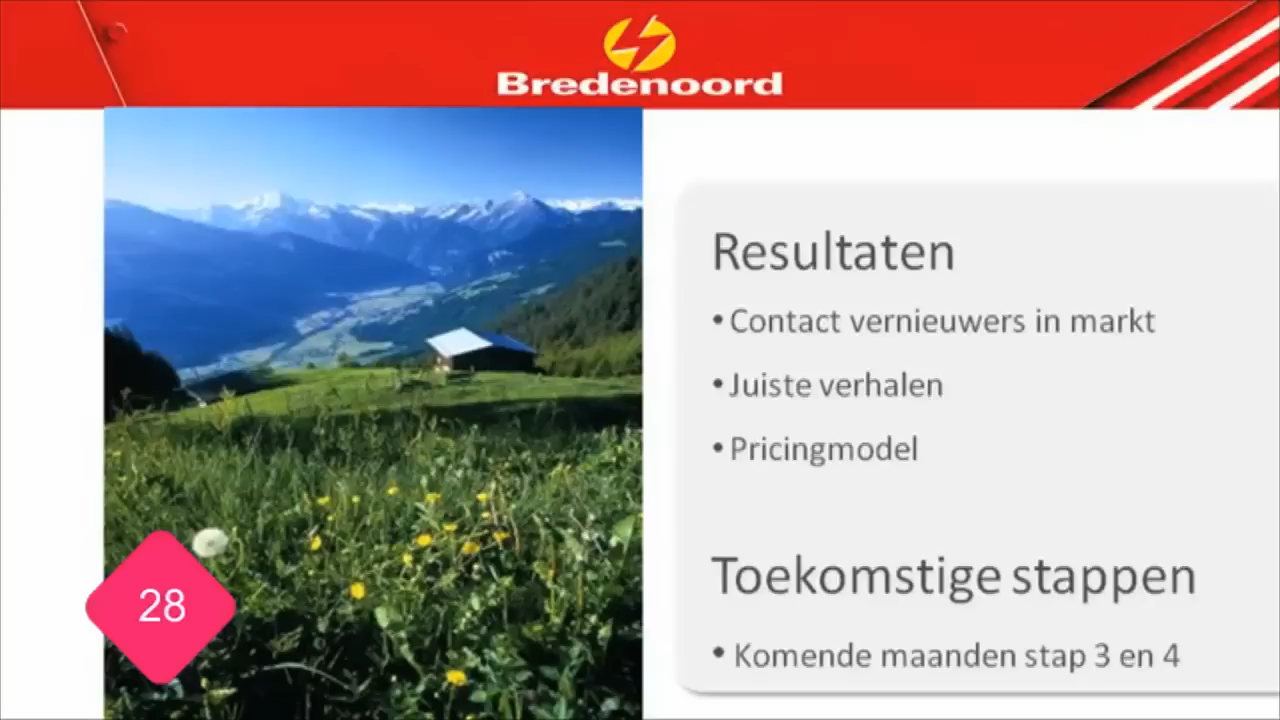 Bredenoord
Resultaten
• Contact vernieuwers in markt
• Juiste verhalen
• Pricingmodel
Toekomstige stappen
• Komende maanden stap 3 en 4
28